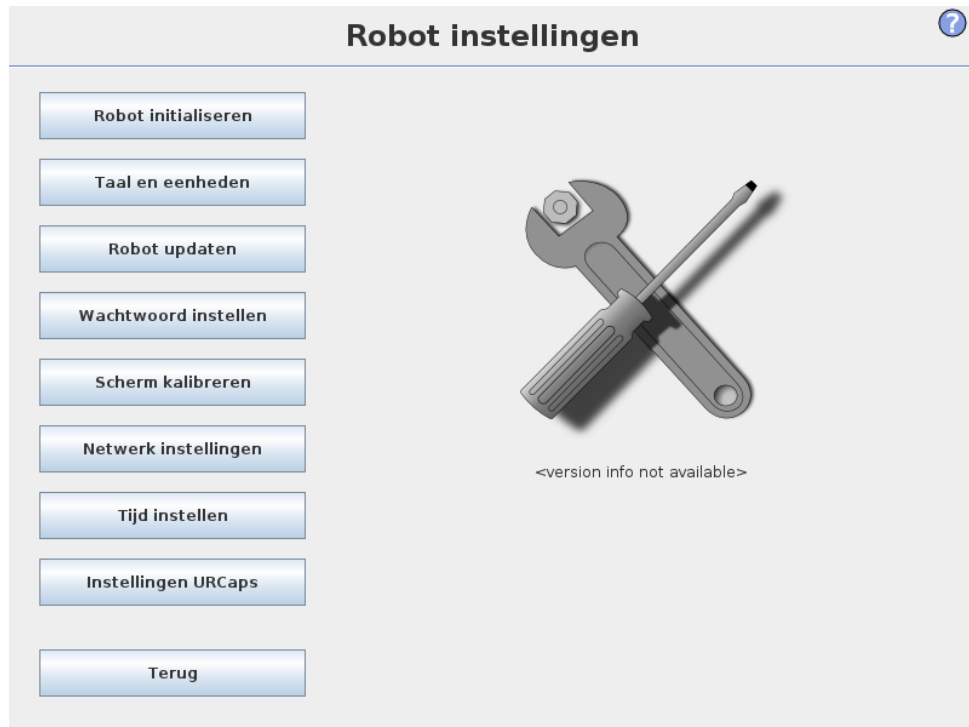 Robot instellingen
?
Robot initialiseren
Taal en eenheden
Robot updaten
Wachtwoord instellen
Scherm kalibreren
Netwerk instellingen
Tijd instellen
Instellingen URCaps
Terug
<version info not available>